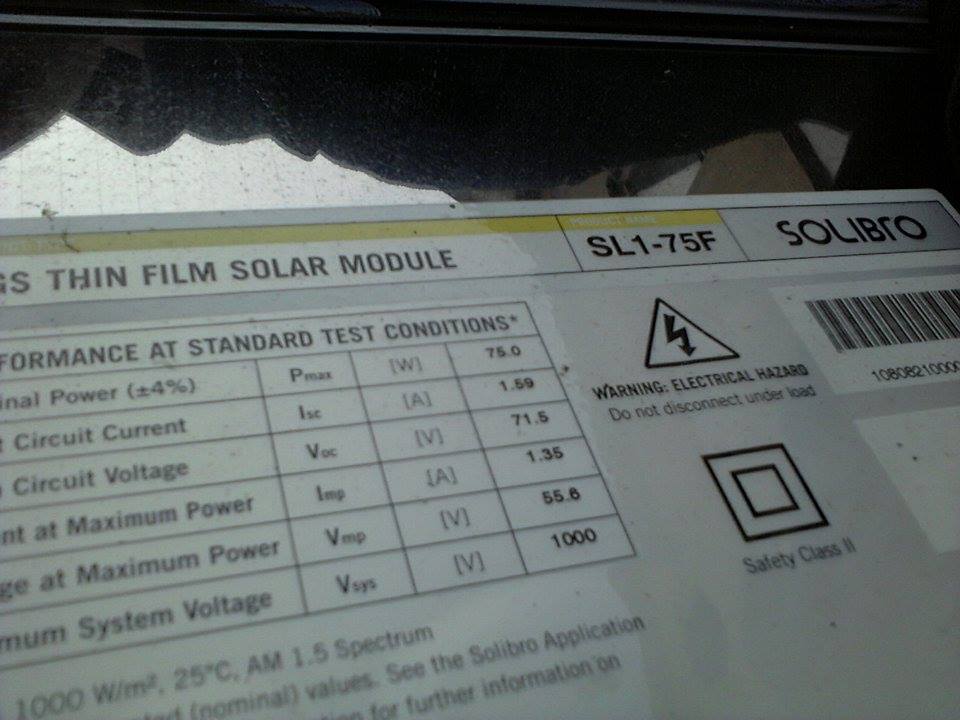 PRODUCT NAME
GS THIN FILM SOLAR MODULE SL1-75F SOLIBRO
FORMANCE AT STANDARD TEST CONDITIONS*
inal Power (±4%) Pmax [W] 75.0
t Circuit Current Isc [A] 1.59
Circuit Voltage Voc [V] 71.5
nt at Maximum Power Imp [A] 1.35
ge at Maximum Power Vmp [V] 55.6
mum System Voltage Vsys [V] 1000
WARNING: ELECTRICAL HAZARD
Do not disconnect under load
1080821000
Safety Class II
1000 W/m², 25°C, AM 1.5 Spectrum
(nominal) values. See the Solibro Application
for further information on